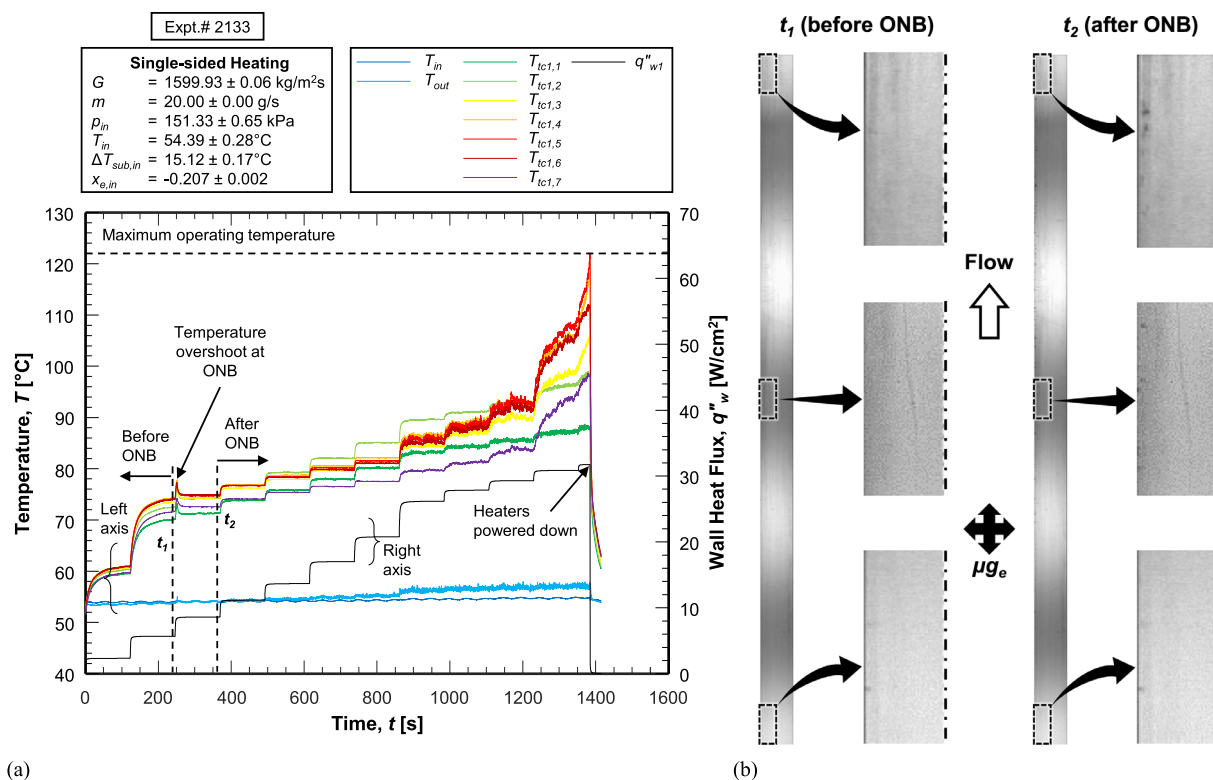 Expt.# 2133
Single-sided Heating
G = 1599.93 ± 0.06 kg/m²s
m = 20.00 ± 0.00 g/s
p_in = 151.33 ± 0.65 kPa
T_in = 54.39 ± 0.28°C
ΔT_sub,in = 15.12 ± 0.17°C
x_e,in = -0.207 ± 0.002
T_in
T_out
T_tc1,1
T_tc1,2
T_tc1,3
T_tc1,4
T_tc1,5
T_tc1,6
T_tc1,7
q"_w1
130
120
110
100
90
80
70
60
50
40
Temperature, T [°C]
Maximum operating temperature
Temperature
overshoot at
ONB
Before
ONB
After
ONB
Left
axis
t₁
t₂
Right
axis
Heaters
powered down
70
60
50
40
30
20
10
0
Wall Heat Flux, q"_w [W/cm²]
0 200 400 600 800 1000 1200 1400 1600
Time, t [s]
(a)
t₁ (before ONB)
t₂ (after ONB)
Flow
μg_e
(b)